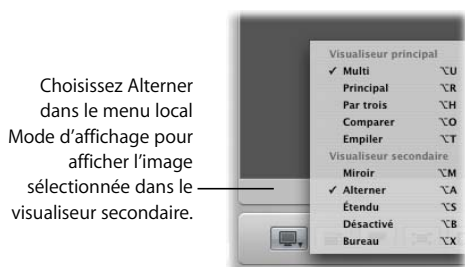 Choisissez Alterner
dans le menu local
Mode d'affichage pour
afficher l'image
sélectionnée dans le
visualiseur secondaire.
Visualiseur principal
✓ Multi ⌥U
Principal ⌥R
Par trois ⌥H
Comparer ⌥O
Empiler ⌥T
Visualiseur secondaire
Miroir ⌥M
✓ Alterner ⌥A
Étendu ⌥S
Désactivé ⌥B
Bureau ⌥X